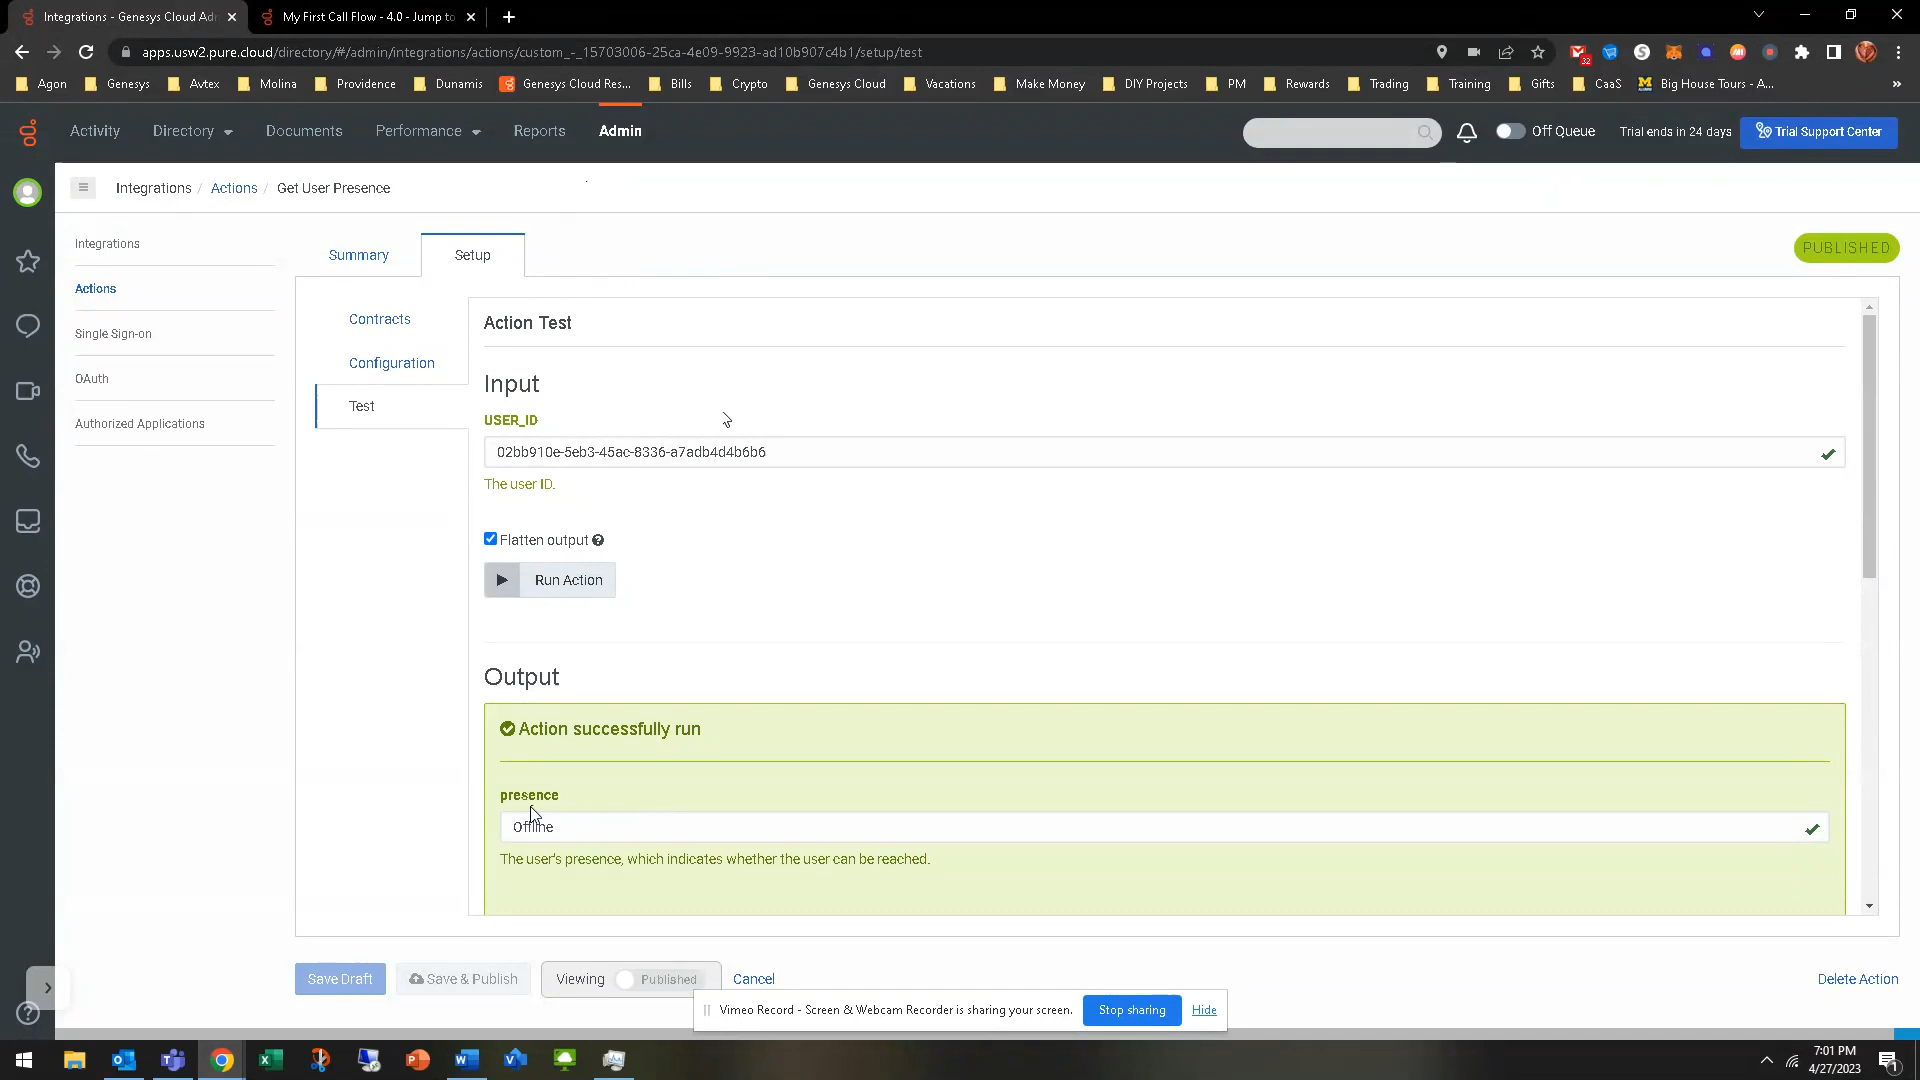 Integrations - Genesys Cloud Adm
My First Call Flow - 4.0 - Jump to
apps.usw2.pure.cloud/directory/#/admin/integrations/actions/custom_-_15703006-25ca-4e09-9923-ad10b907c4b1/setup/test
32
Agon
Genesys
Avtex
Molina
Providence
Dunamis
Genesys Cloud Res...
Bills
Crypto
Genesys Cloud
Vacations
Make Money
DIY Projects
PM
Rewards
Trading
Training
Gifts
CaaS
Big House Tours - A...
Activity
Directory
Documents
Performance
Reports
Admin
Off Queue
Trial ends in 24 days
Trial Support Center
Integrations / Actions / Get User Presence
Integrations
Actions
Single Sign-on
OAuth
Authorized Applications
Summary
Setup
PUBLISHED
Contracts
Configuration
Test
Action Test
Input
USER_ID
02bb910e-5eb3-45ac-8336-a7adb4d4b6b6
The user ID.
Flatten output
Run Action
Output
Action successfully run
presence
Offline
The user's presence, which indicates whether the user can be reached.
Save Draft
Save & Publish
Viewing
Published
Cancel
Delete Action
Vimeo Record - Screen & Webcam Recorder is sharing your screen.
Stop sharing
Hide
7:01 PM
4/27/2023
1